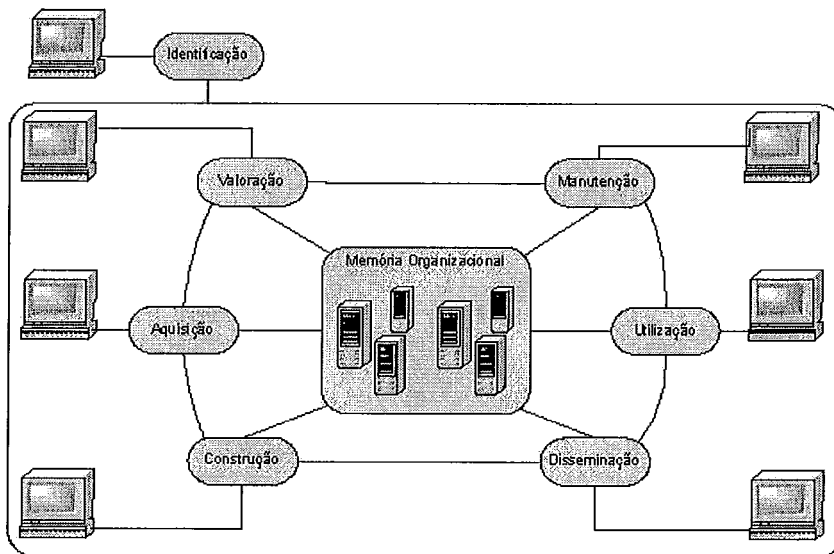 Identificação
Valoração
Manutenção
Memória Organizacional
Aquisição
Utilização
Construção
Disseminação